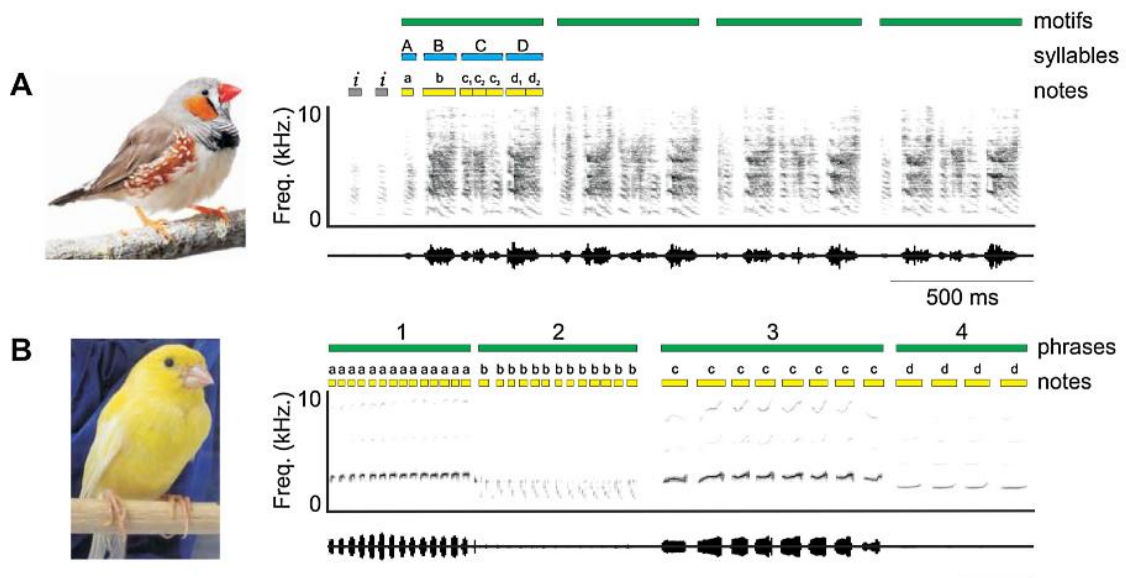 motifs
A B C D syllables
A
i i a b c₁ c₂ c₃ d₁ d₂ notes
10
Freq. (kHz.)
0
500 ms
B
1 2 3 4 phrases
a a a a a a a a a a a a a a b b b b b b b b b b b b b c c c c c c c c d d d d notes
10
Freq. (kHz.)
0